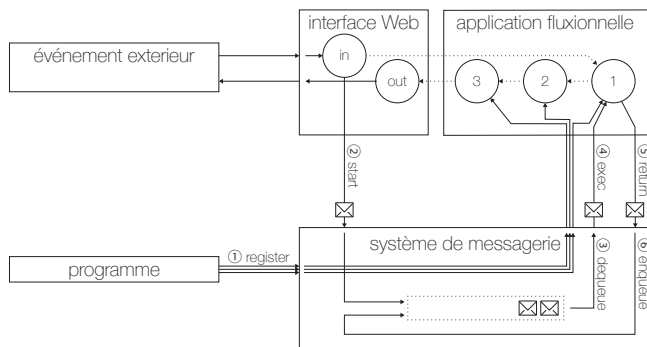 interface Web
application fluxionnelle
événement exterieur
in
out
3
2
1
② start
④ exec
⑤ return
① register
système de messagerie
programme
③ dequeue
⑥ enqueue